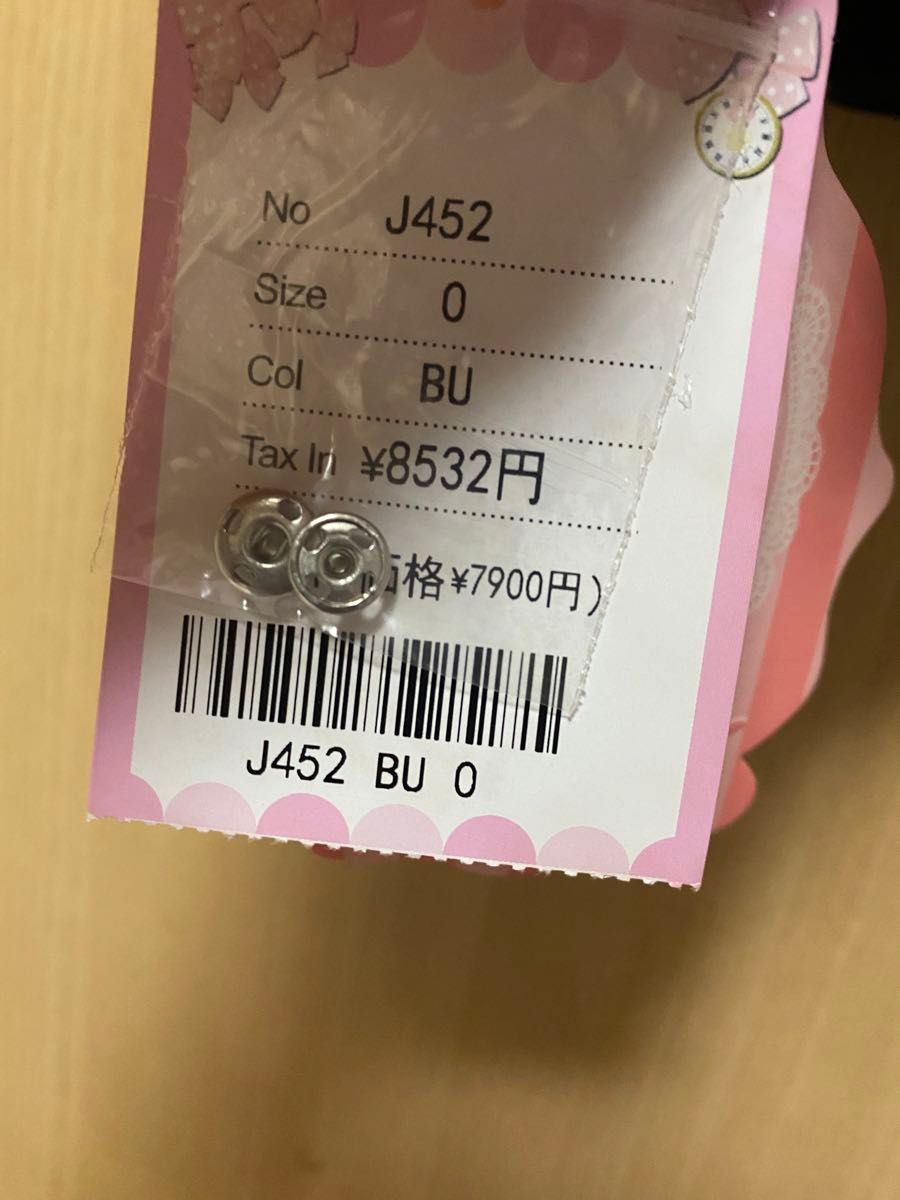 No J452
Size 0
Col BU
Tax In ¥8532円
価格¥7900円)
J452 BU 0